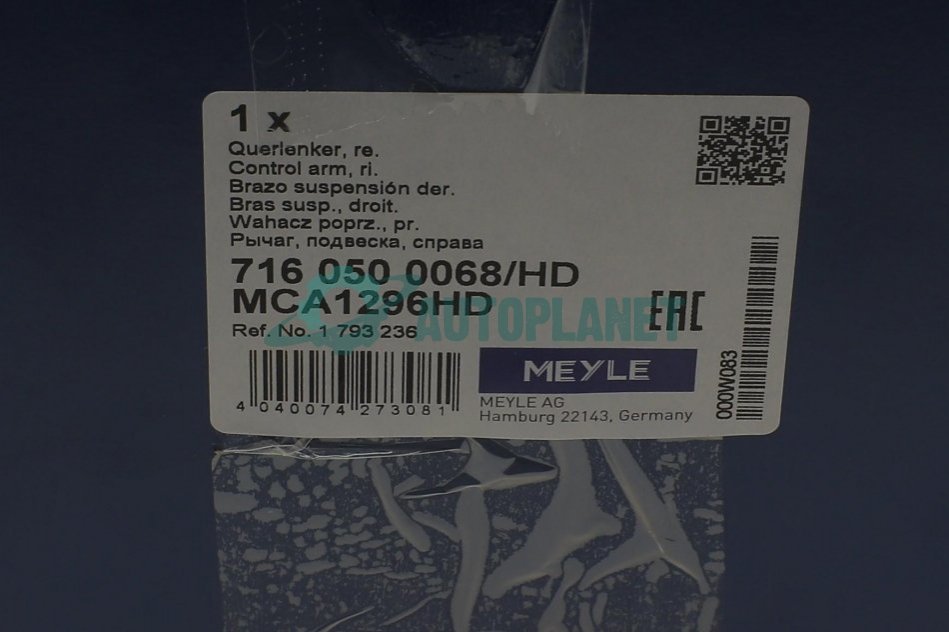 1 x
Querlenker, re.
Control arm, ri.
Brazo suspensión der.
Bras susp., droit.
Wahacz poprz., pr.
Рычаг, подвеска, справа
716 050 0068/HD
MCA1296HD
EAC
AUTOPLANET
Ref. No. 1 793 236
4 040074 273081
MEYLE
MEYLE AG
Hamburg 22143, Germany
000W083